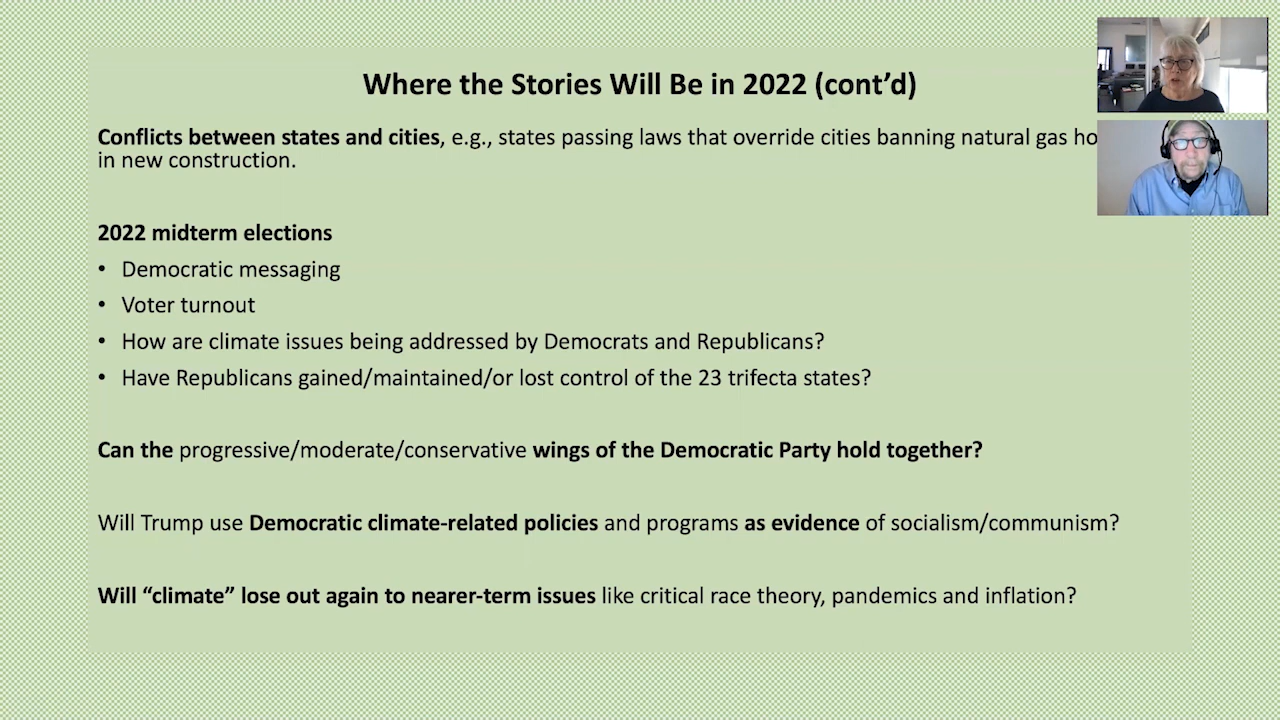 Where the Stories Will Be in 2022 (cont’d)
Conflicts between states and cities, e.g., states passing laws that override cities banning natural gas
in new construction.
2022 midterm elections
• Democratic messaging
• Voter turnout
• How are climate issues being addressed by Democrats and Republicans?
• Have Republicans gained/maintained/or lost control of the 23 trifecta states?
Can the progressive/moderate/conservative wings of the Democratic Party hold together?
Will Trump use Democratic climate-related policies and programs as evidence of socialism/communism?
Will “climate” lose out again to nearer-term issues like critical race theory, pandemics and inflation?